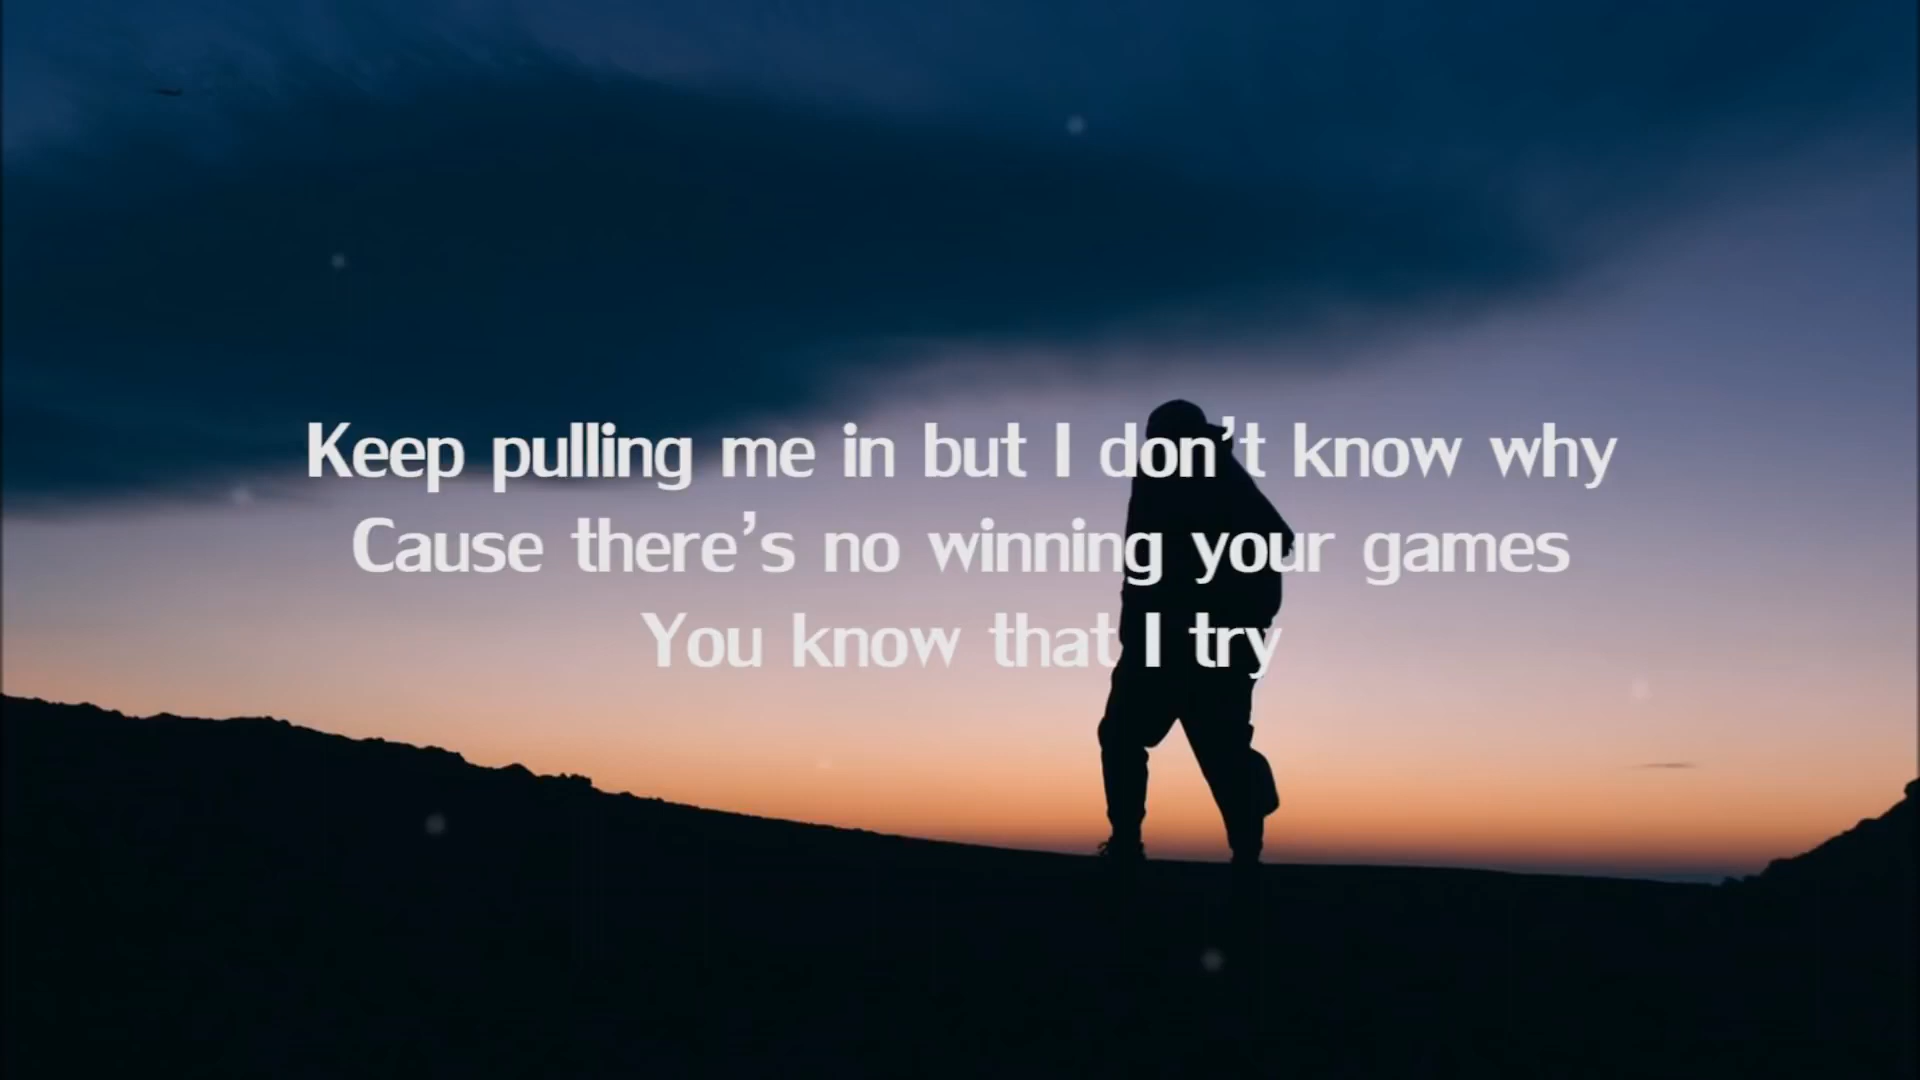 Keep pulling me in but I don't know why
Cause there's no winning your games
You know that I try